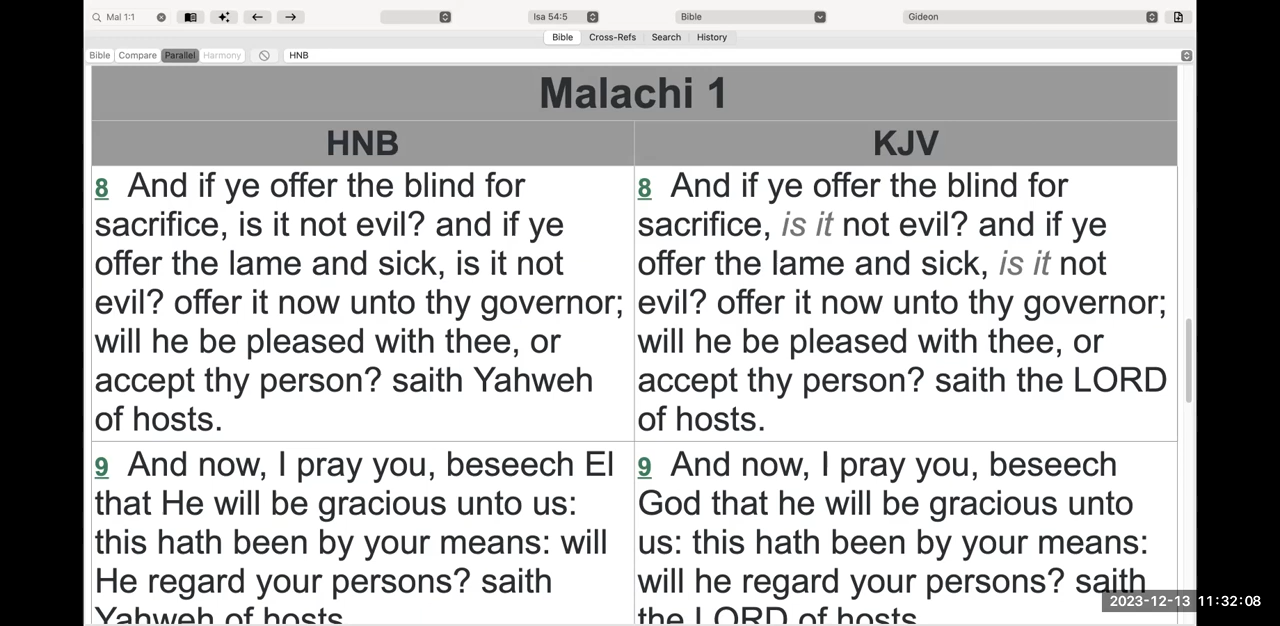 Mal 1:1
Isa 54:5
Bible
Gideon
Bible
Cross-Refs
Search
History
Bible
Compare
Parallel
Harmony
HNB
Malachi 1
HNB
KJV
8 And if ye offer the blind for
sacrifice, is it not evil? and if ye
offer the lame and sick, is it not
evil? offer it now unto thy governor;
will he be pleased with thee, or
accept thy person? saith Yahweh
of hosts.
8 And if ye offer the blind for
sacrifice, is it not evil? and if ye
offer the lame and sick, is it not
evil? offer it now unto thy governor;
will he be pleased with thee, or
accept thy person? saith the LORD
of hosts.
9 And now, I pray you, beseech El
that He will be gracious unto us:
this hath been by your means: will
He regard your persons? saith
Yahweh of hosts
9 And now, I pray you, beseech
God that he will be gracious unto
us: this hath been by your means:
will he regard your persons? saith
the LORD of hosts
2023-12-13 11:32:08